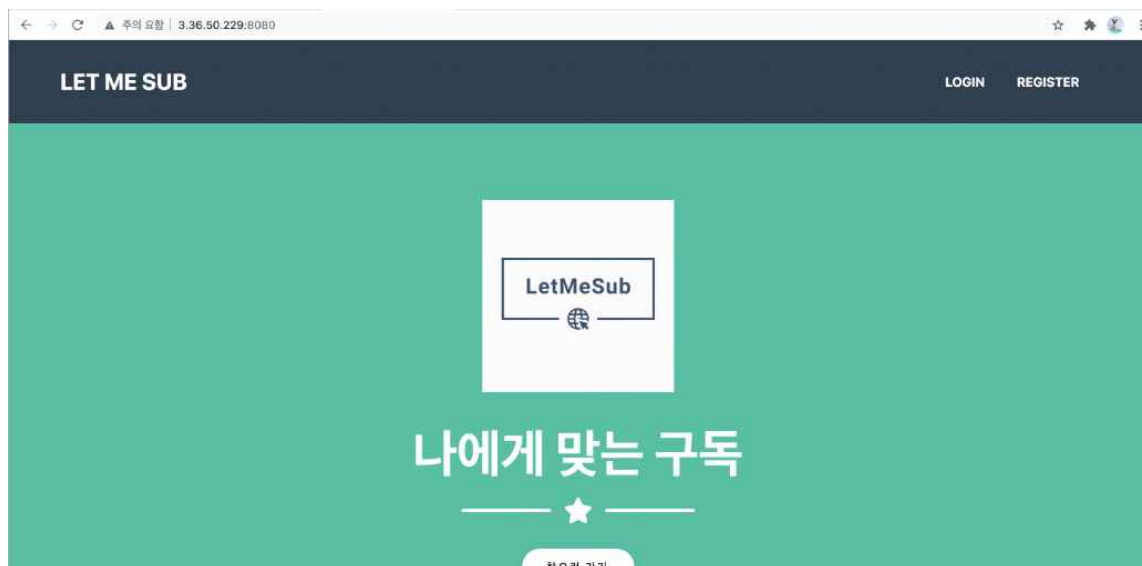 주의 요함 | 3.36.50.229:8080
LET ME SUB
LOGIN REGISTER
LetMeSub
나에게 맞는 구독